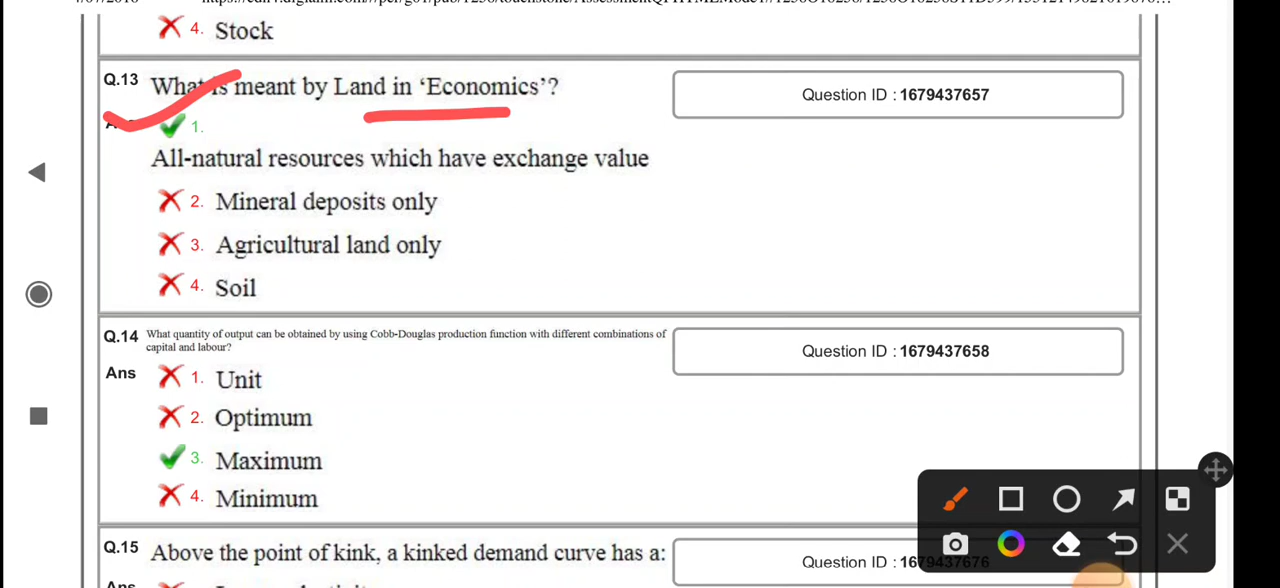 4. Stock
Q.13 What is meant by Land in ‘Economics’?
Question ID : 1679437657
1.
All-natural resources which have exchange value
2. Mineral deposits only
3. Agricultural land only
4. Soil
Q.14 What quantity of output can be obtained by using Cobb-Douglas production function with different combinations of
capital and labour?
Question ID : 1679437658
Ans 1. Unit
2. Optimum
3. Maximum
4. Minimum
Q.15 Above the point of kink, a kinked demand curve has a:
Question ID : 1679437676
Ans